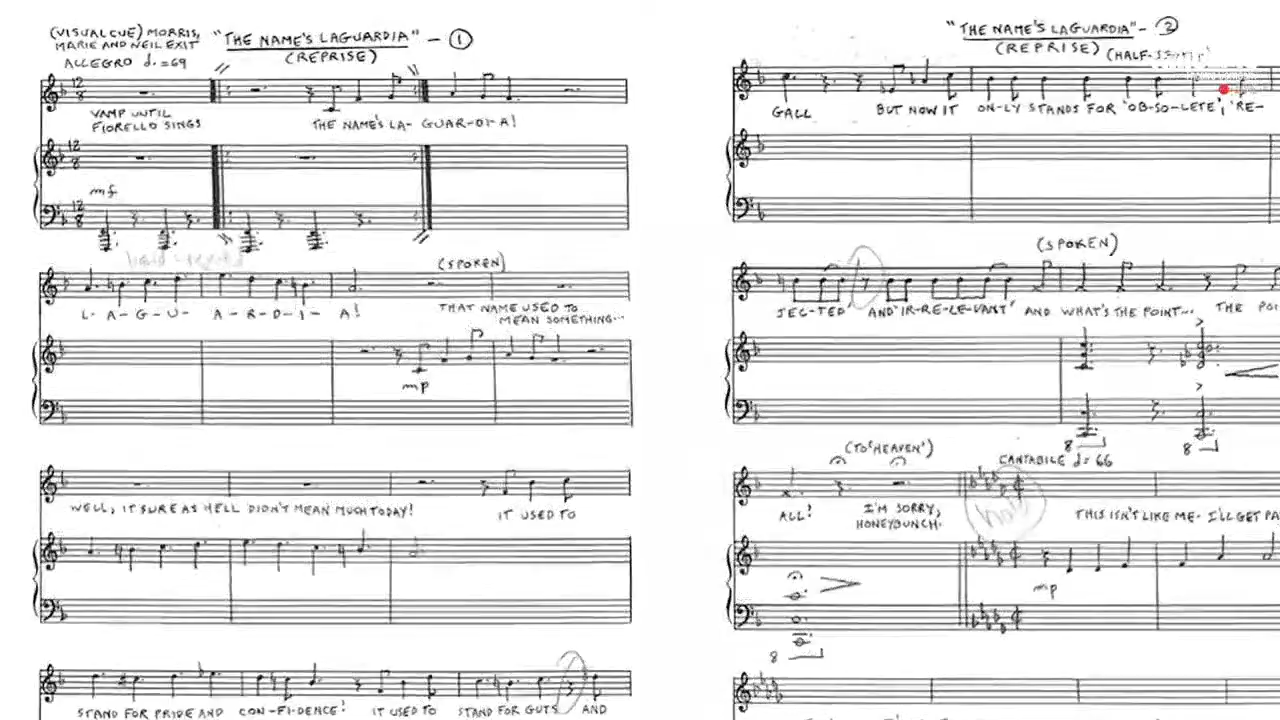 (VISUAL CUE) MORRIS, MARIE AND NEIL EXIT
"THE NAME'S LAGUARDIA" - 1
(REPRISE)
ALLEGRO d. = 69
VAMP UNTIL
FIORELLO SINGS
THE NAME'S LA- GUAR-DI-A!
mf
(SPOKEN)
L - A - G - U - A - R - D - I - A!
THAT NAME USED TO
MEAN SOMETHING...
mp
WELL, IT SURE AS HELL DIDN'T MEAN MUCH TODAY!
IT USED TO
STAND FOR PRIDE AND CON-FI-DENCE! IT USED TO STAND FOR GUTS AND
"THE NAME'S LAGUARDIA" - 2
(REPRISE)
GALL BUT NOW IT ON-LY STANDS FOR 'OB-SO-LETE', 'RE-
(SPOKEN)
JEC-TED' AND 'IR-RE-LE-VANT' AND WHAT'S THE POINT... THE
8
8
(TO 'HEAVEN')
CANTABILE d = 66
ALL!
I'M SORRY,
HONEYBUNCH.
THIS ISN'T LIKE ME- I'LL GET
mp
8